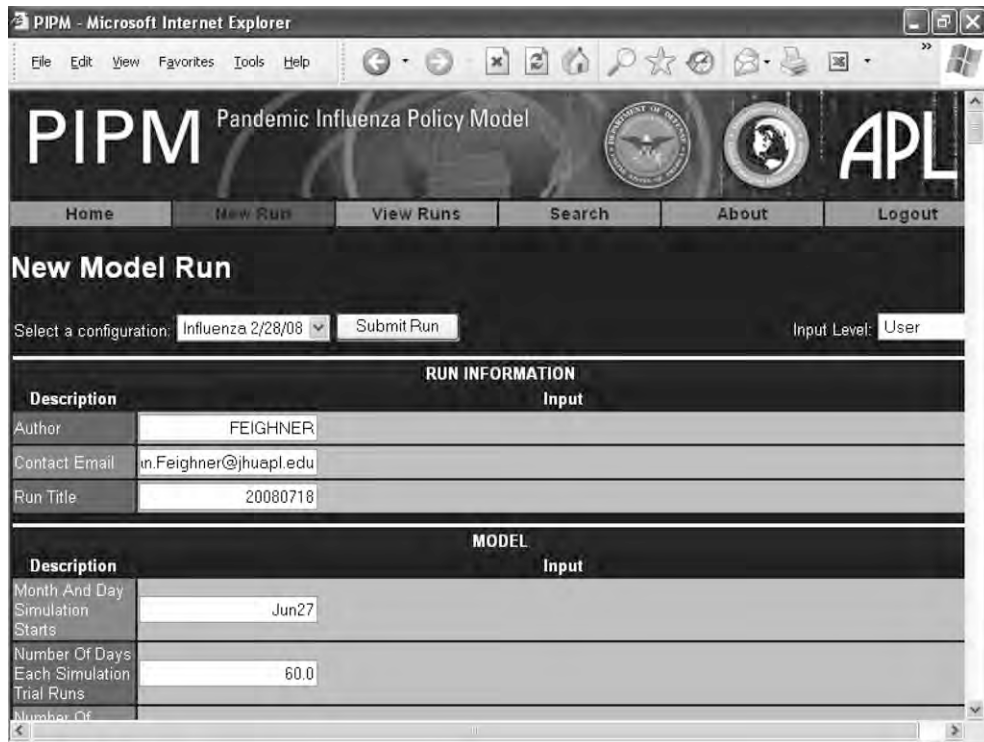 PIPM - Microsoft Internet Explorer
File Edit View Favorites Tools Help
PIPM Pandemic Influenza Policy Model APL
Home New Run View Runs Search About Logout
New Model Run
Select a configuration: Influenza 2/28/08 Submit Run Input Level: User
RUN INFORMATION
Description Input
Author FEIGHNER
Contact Email n.Feighner@jhuapl.edu
Run Title 20080718
MODEL
Description Input
Month And Day
Simulation
Starts
Jun27
Number Of Days
Each Simulation
Trial Runs
60.0
Number Of